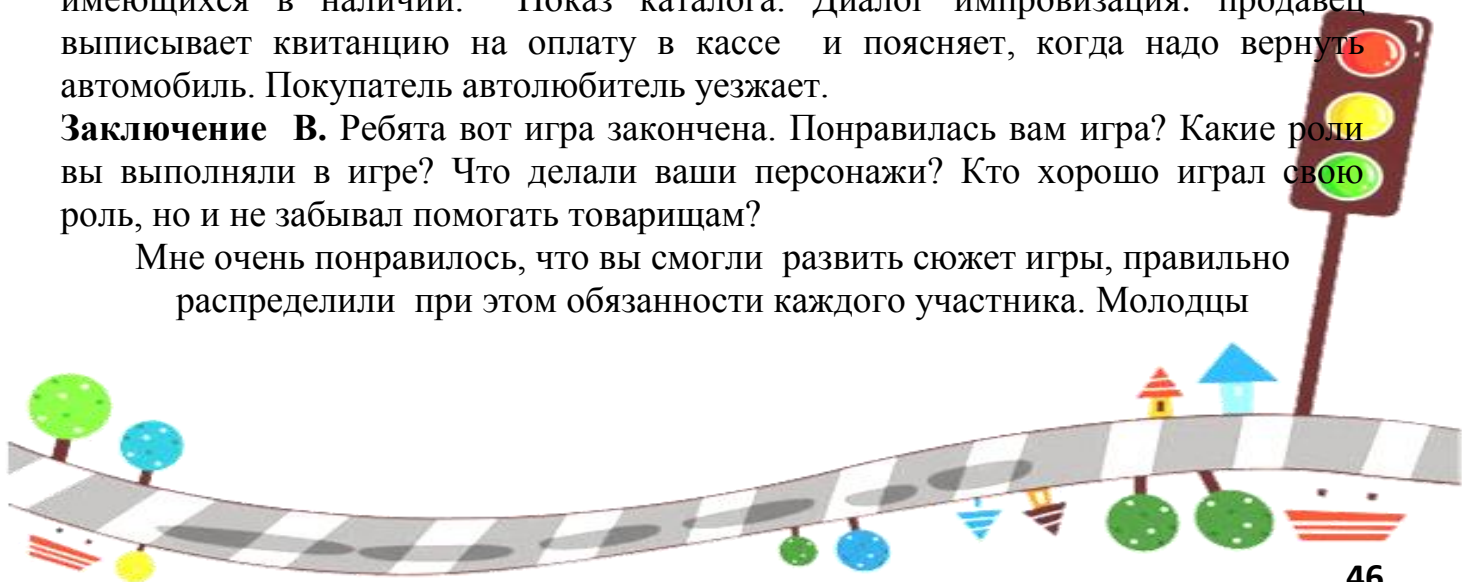 имеющихся в наличии. Показ каталога. Диалог импровизация: продавец
выписывает квитанцию на оплату в кассе и поясняет, когда надо вернуть
автомобиль. Покупатель автолюбитель уезжает.
Заключение В. Ребята вот игра закончена. Понравилась вам игра? Какие роли
вы выполняли в игре? Что делали ваши персонажи? Кто хорошо играл свою
роль, но и не забывал помогать товарищам?
Мне очень понравилось, что вы смогли развить сюжет игры, правильно
распределили при этом обязанности каждого участника. Молодцы
46